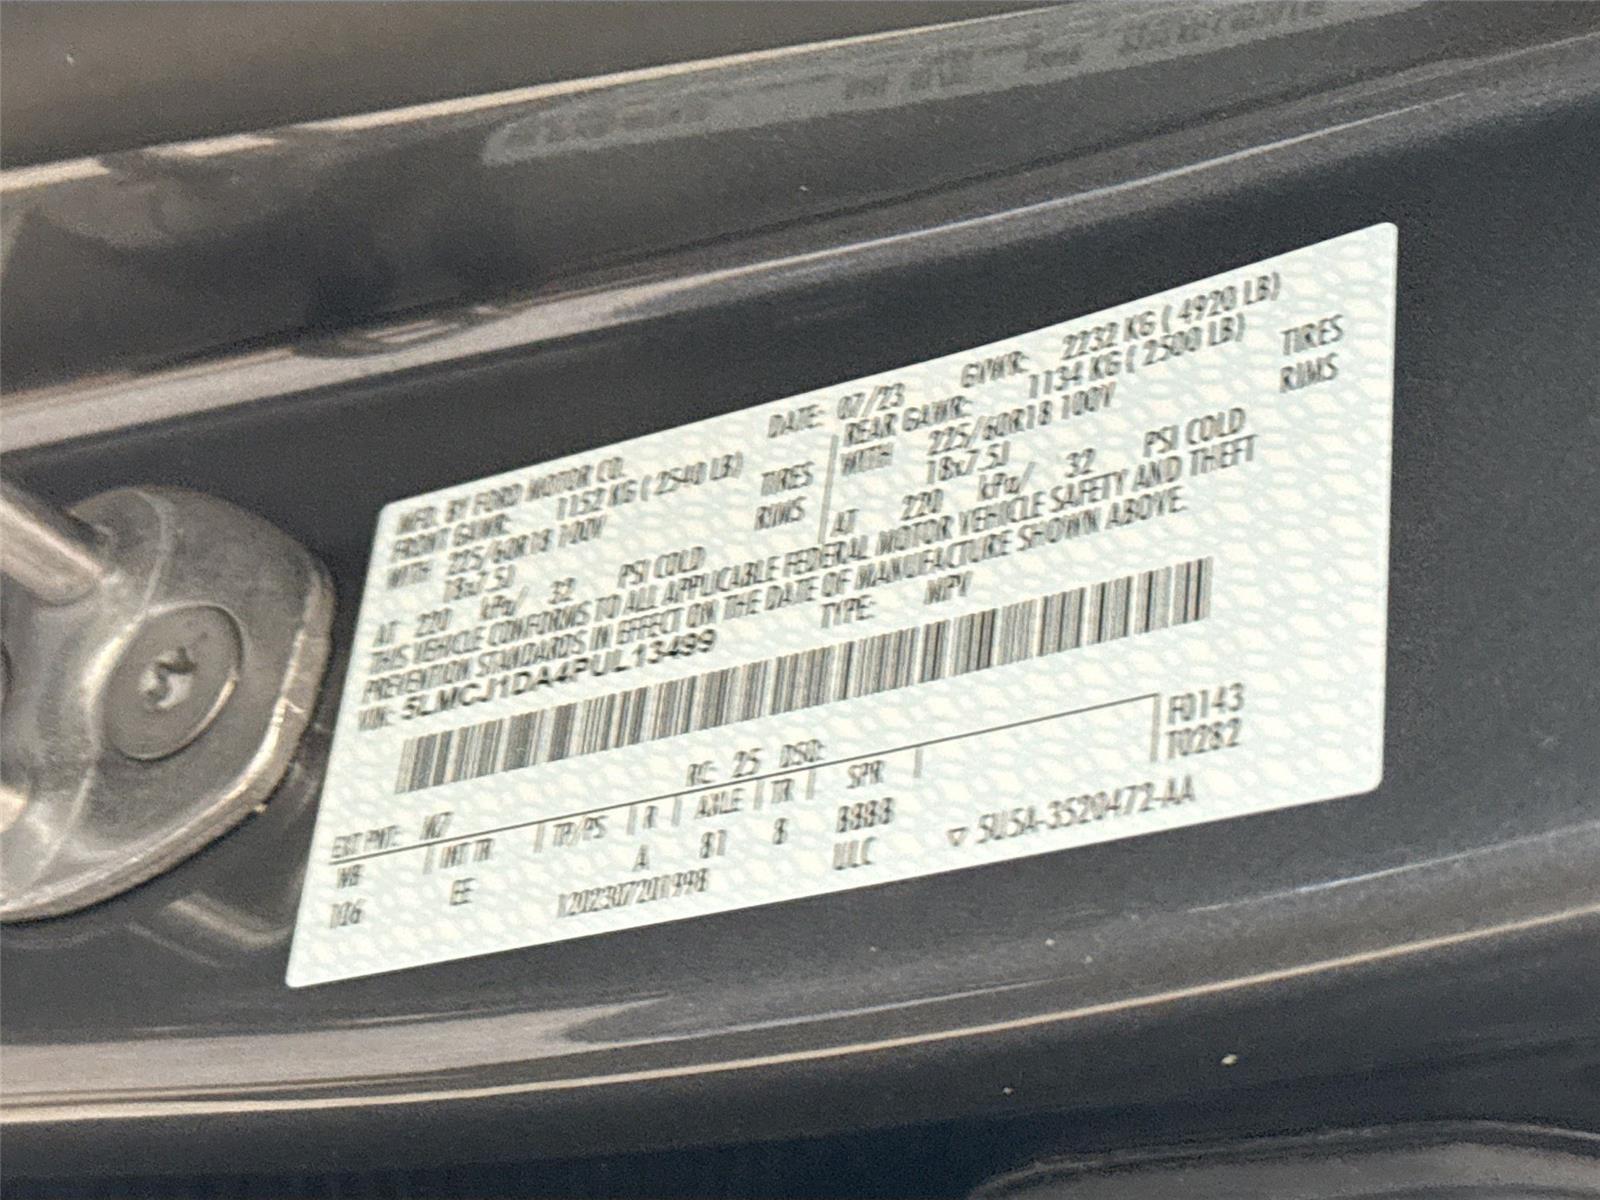 MFD. BY FORD MOTOR CO.
DATE: 07/23 GVWR: 2232 KG ( 4920 LB)
FRONT GAWR: 1152 KG ( 2540 LB)
REAR GAWR: 1134 KG ( 2500 LB)
WITH 225/60R18 100V TIRES
WITH 225/60R18 100V TIRES
18x7.5J RIMS
18x7.5J RIMS
AT 220 kPa/ 32 PSI COLD
AT 220 kPa/ 32 PSI COLD
THIS VEHICLE CONFORMS TO ALL APPLICABLE FEDERAL MOTOR VEHICLE SAFETY AND THEFT
PREVENTION STANDARDS IN EFFECT ON THE DATE OF MANUFACTURE SHOWN ABOVE.
VIN: 5LMCJ1DA4PUL13499
TYPE: MPV
F0143
T0282
RC: 25 DSO:
EXT PNT: M7
WB INT TR TP/PS R AXLE TR SPR
106 EE A 81 8 BBBB
1202307201998 ULC ▽ 5U5A-3520472-AA